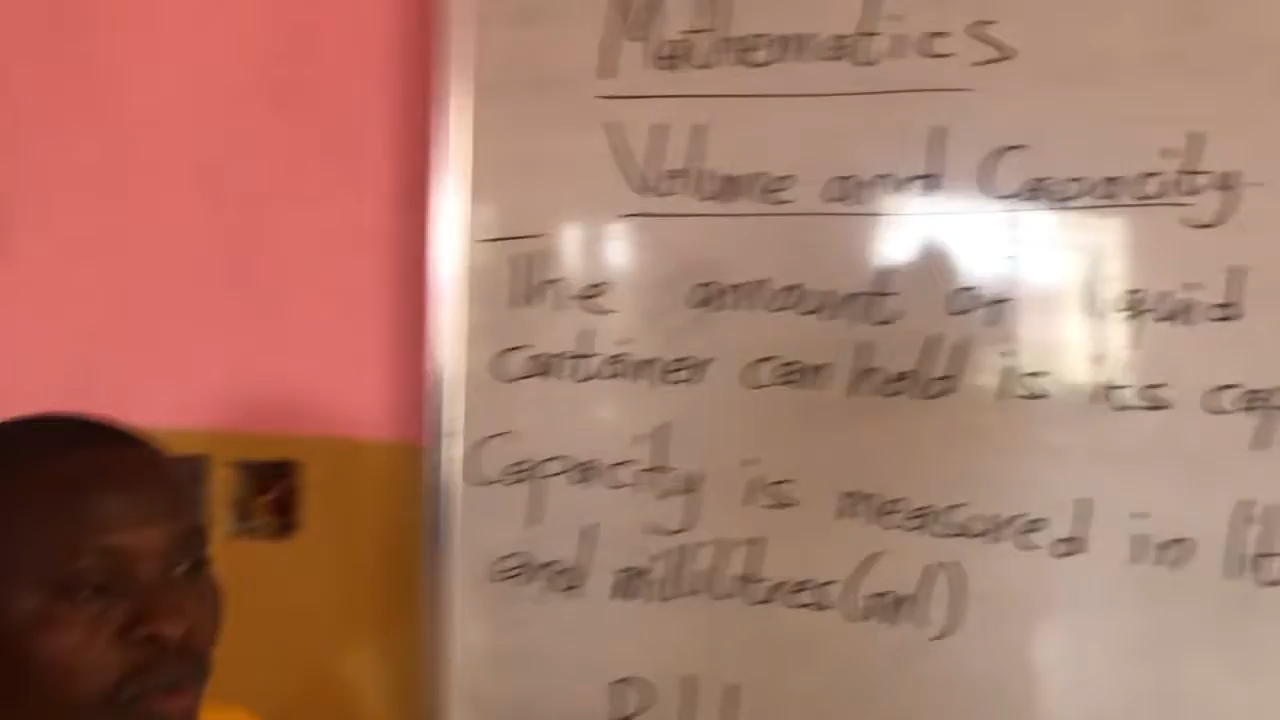 Mathematics
Volume and Capacity
The amount of liquid
container can hold is its
Capacity is measured in
and millilitres (ml)